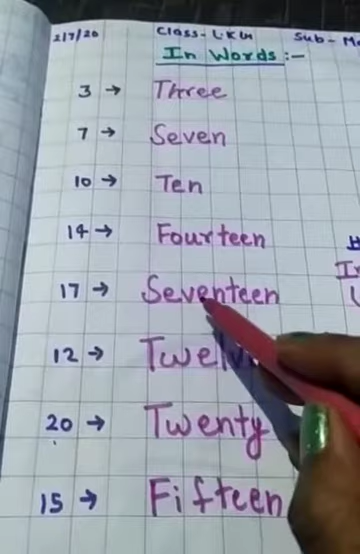 2/7/20 Class- LKG Sub-
In Words:-
3 → Three
7 → Seven
10 → Ten
14 → Fourteen
17 → Seventeen
12 →
20 → Twenty
15 → Fifteen